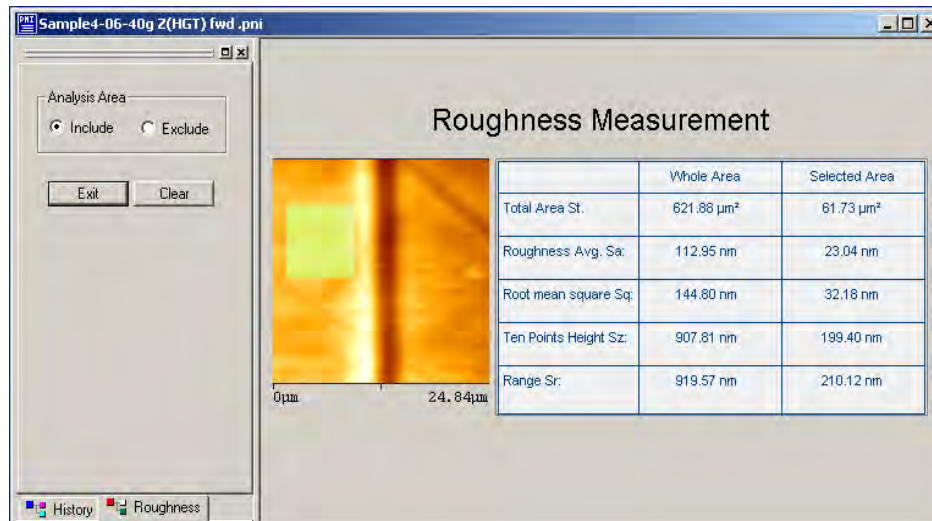 PNI Sample4-06-40g Z(HGT) fwd .pni
Analysis Area
Include Exclude
Exit Clear
Roughness Measurement
Whole Area Selected Area
Total Area St. 621.88 µm² 61.73 µm²
Roughness Avg. Sa: 112.95 nm 23.04 nm
Root mean square Sq: 144.80 nm 32.18 nm
Ten Points Height Sz: 907.81 nm 199.40 nm
Range Sr: 919.57 nm 210.12 nm
0µm 24.84µm
History Roughness